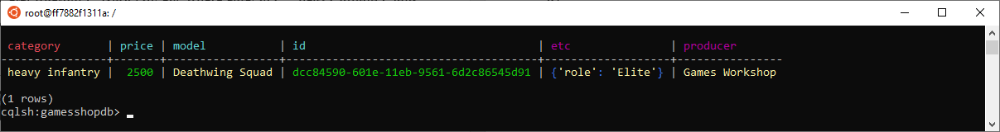 root@ff7882f1311a: /
category | price | model | id | etc | producer
----------------+-------+----------------+--------------------------------------+-------------------+----------------
heavy infantry | 2500 | Deathwing Squad | dcc84590-601e-11eb-9561-6d2c86545d91 | {'role': 'Elite'} | Games Workshop
(1 rows)
cqlsh:gamesshopdb>